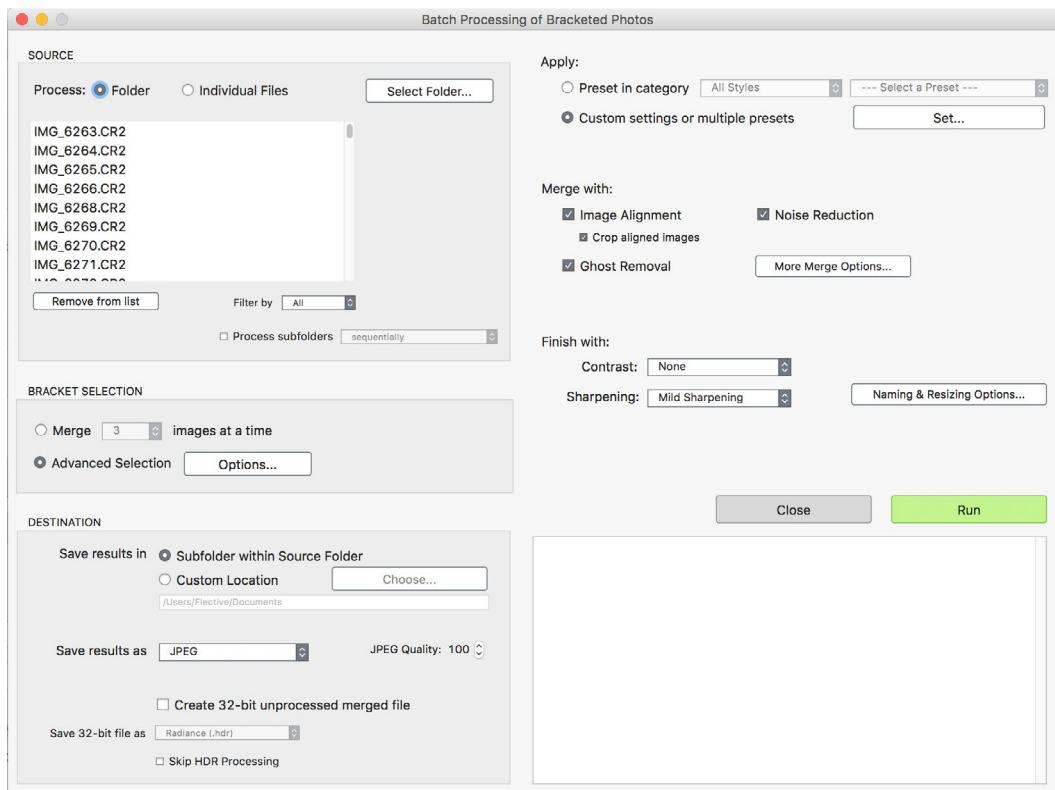 Batch Processing of Bracketed Photos
SOURCE
Process: Folder Individual Files Select Folder...
IMG_6263.CR2
IMG_6264.CR2
IMG_6265.CR2
IMG_6266.CR2
IMG_6268.CR2
IMG_6269.CR2
IMG_6270.CR2
IMG_6271.CR2
Remove from list Filter by All
Process subfolders sequentially
BRACKET SELECTION
Merge 3 images at a time
Advanced Selection Options...
DESTINATION
Save results in Subfolder within Source Folder
Custom Location Choose...
/Users/Flective/Documents
Save results as JPEG JPEG Quality: 100
Create 32-bit unprocessed merged file
Save 32-bit file as Radiance (.hdr)
Skip HDR Processing
Apply:
Preset in category All Styles --- Select a Preset ---
Custom settings or multiple presets Set...
Merge with:
Image Alignment Noise Reduction
Crop aligned images
Ghost Removal More Merge Options...
Finish with:
Contrast: None
Sharpening: Mild Sharpening Naming & Resizing Options...
Close Run